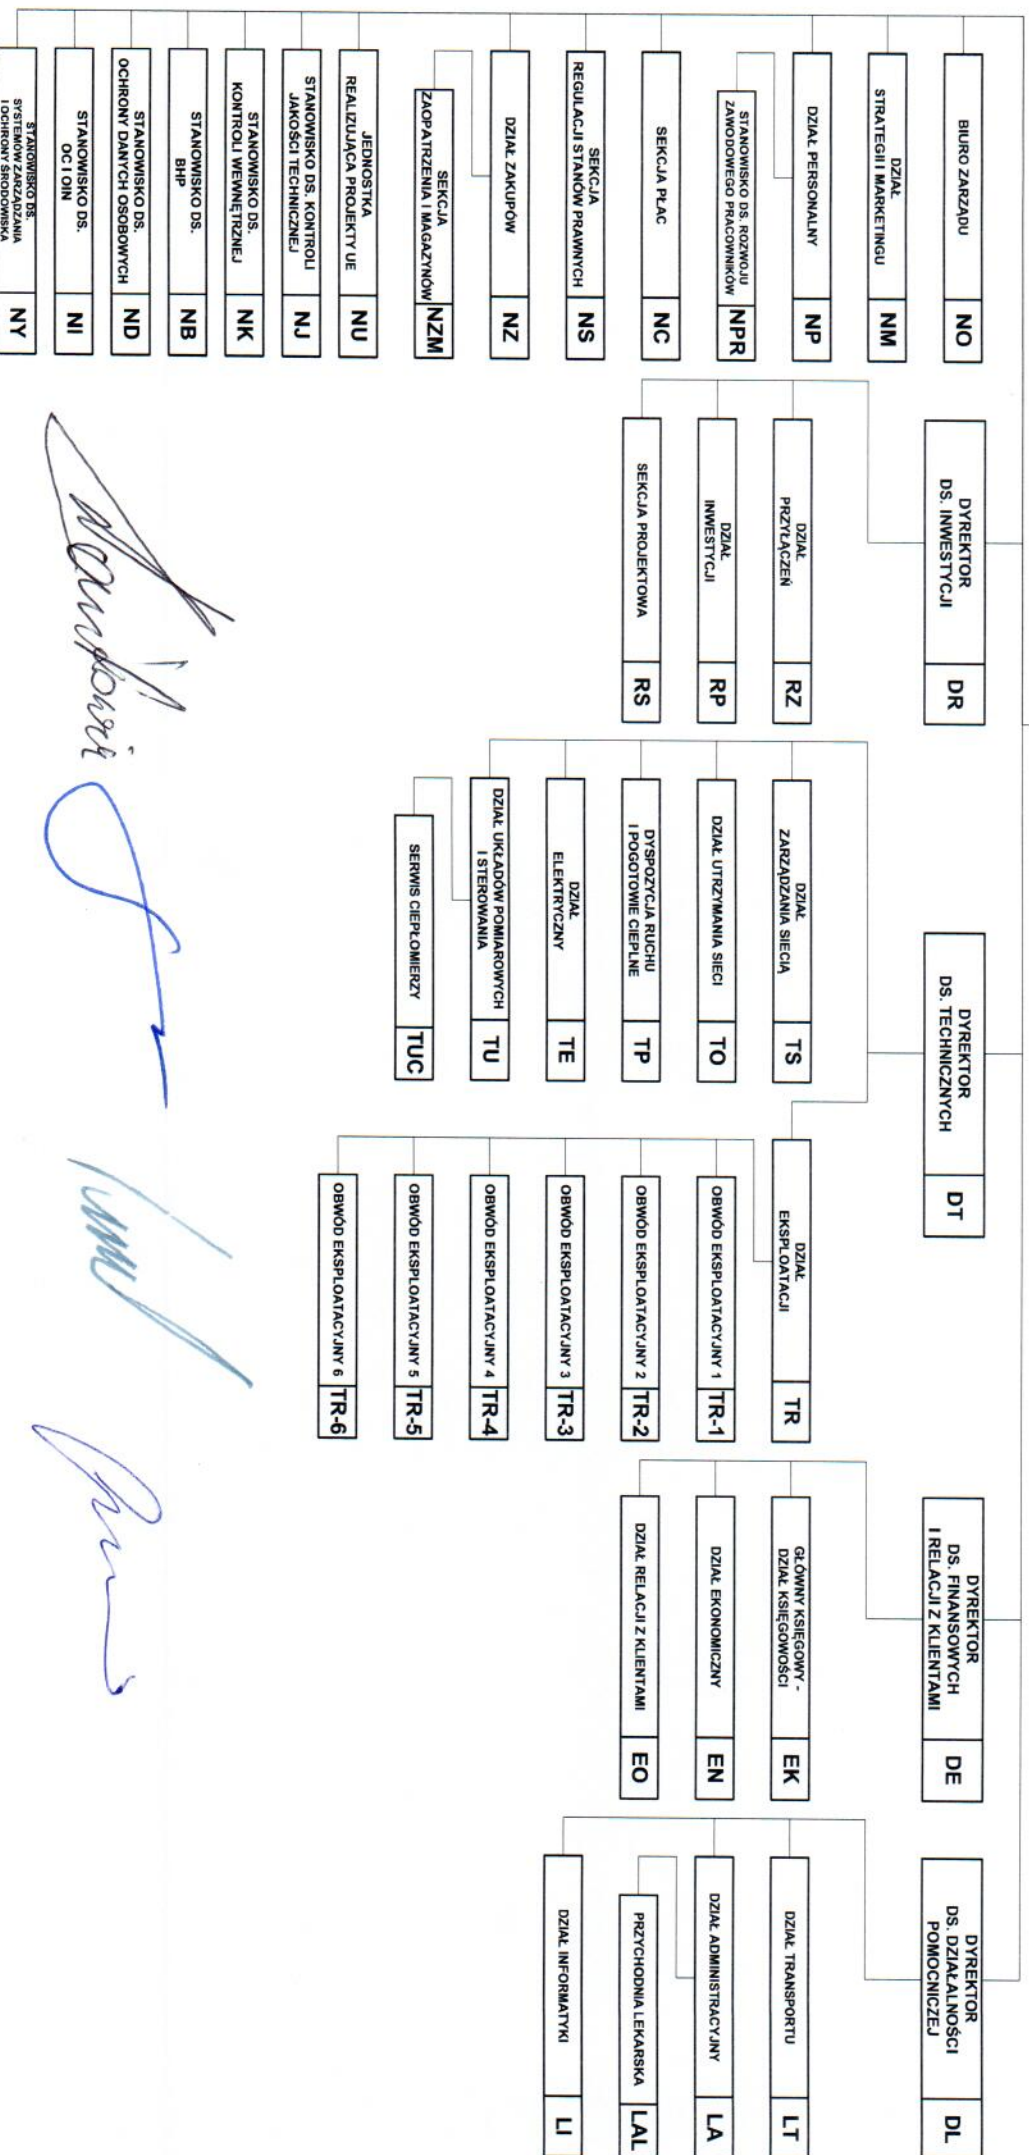 BIURO ZARZĄDU
NO
DZIAŁ
STRATEGII I MARKETINGU
NM
DZIAŁ PERSONALNY
NP
STANOWISKO DS. ROZWOJU
ZAWODOWEGO PRACOWNIKÓW
NPR
SEKCJA PŁAC
NC
SEKCJA
REGULACJI STANÓW PRAWNYCH
NS
DZIAŁ ZAKUPÓW
NZ
SEKCJA
ZAOPATRZENIA I MAGAZYNÓW
NZM
JEDNOSTKA
REALIZUJĄCA PROJEKTY UE
NU
STANOWISKO DS. KONTROLI
JAKOŚCI TECHNICZNEJ
NJ
STANOWISKO DS.
KONTROLI WEWNĘTRZNEJ
NK
STANOWISKO DS.
BHP
NB
STANOWISKO DS.
OCHRONY DANYCH OSOBOWYCH
ND
STANOWISKO DS.
OC I OIN
NI
STANOWISKO DS.
SYSTEMÓW ZARZĄDZANIA
I OCHRONY ŚRODOWISKA
NY
DYREKTOR
DS. INWESTYCJI
DR
DZIAŁ
PRZYŁĄCZEŃ
RZ
DZIAŁ
INWESTYCJI
RP
SEKCJA PROJEKTOWA
RS
DYREKTOR
DS. TECHNICZNYCH
DT
DZIAŁ
ZARZĄDZANIA SIECIĄ
TS
DZIAŁ UTRZYMANIA SIECI
TO
DYSPOZYCJA RUCHU
I POGOTOWIE CIEPLNE
TP
DZIAŁ
ELEKTRYCZNY
TE
DZIAŁ UKŁADÓW POMIAROWYCH
I STEROWANIA
TU
SERWIS CIEPŁOMIERZY
TUC
DZIAŁ
EKSPLOATACJI
TR
OBWÓD EKSPLOATACYJNY 1
TR-1
OBWÓD EKSPLOATACYJNY 2
TR-2
OBWÓD EKSPLOATACYJNY 3
TR-3
OBWÓD EKSPLOATACYJNY 4
TR-4
OBWÓD EKSPLOATACYJNY 5
TR-5
OBWÓD EKSPLOATACYJNY 6
TR-6
DYREKTOR
DS. FINANSOWYCH
I RELACJI Z KLIENTAMI
DE
GŁÓWNY KSIĘGOWY -
DZIAŁ KSIĘGOWOŚCI
EK
DZIAŁ EKONOMICZNY
EN
DZIAŁ RELACJI Z KLIENTAMI
EO
DYREKTOR
DS. DZIAŁALNOŚCI
POMOCNICZEJ
DL
DZIAŁ TRANSPORTU
LT
DZIAŁ ADMINISTRACYJNY
LA
PRZYCHODNIA LEKARSKA
LAL
DZIAŁ INFORMATYKI
LI